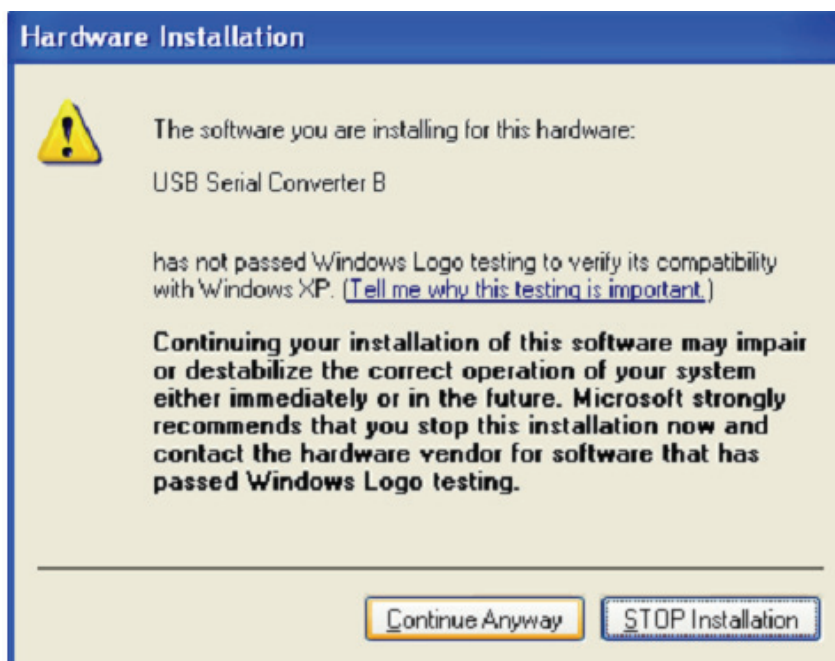 Hardware Installation
The software you are installing for this hardware:
USB Serial Converter B
has not passed Windows Logo testing to verify its compatibility
with Windows XP. (Tell me why this testing is important.)
Continuing your installation of this software may impair
or destabilize the correct operation of your system
either immediately or in the future. Microsoft strongly
recommends that you stop this installation now and
contact the hardware vendor for software that has
passed Windows Logo testing.
Continue Anyway
STOP Installation